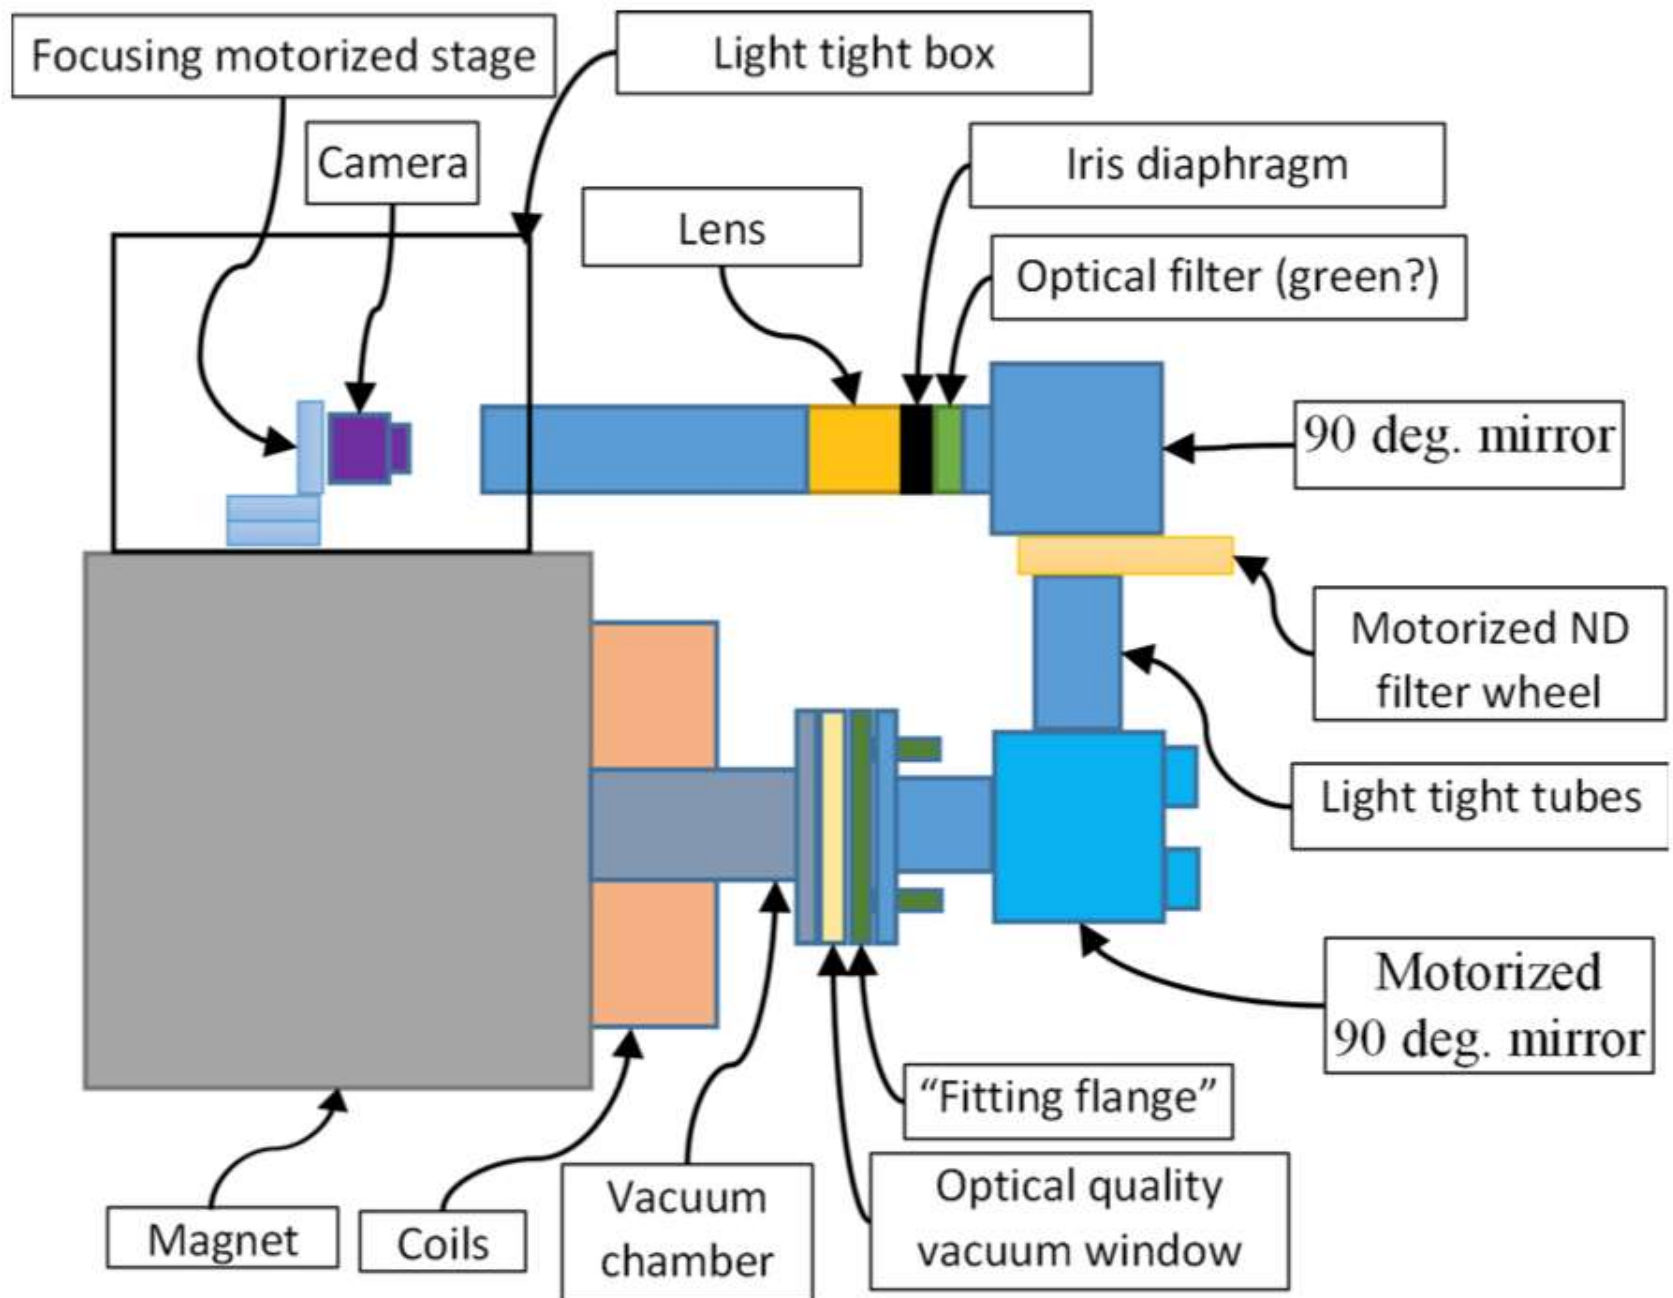 Focusing motorized stage
Light tight box
Camera
Iris diaphragm
Lens
Optical filter (green?)
90 deg. mirror
Motorized ND
filter wheel
Light tight tubes
Motorized
90 deg. mirror
“Fitting flange”
Optical quality
vacuum window
Vacuum
chamber
Coils
Magnet